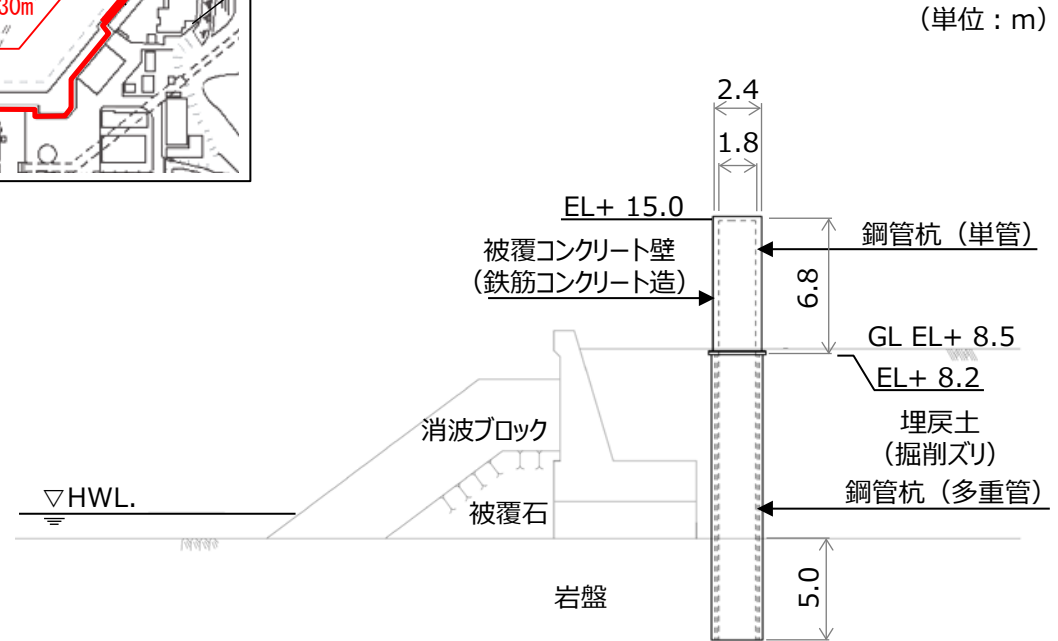 30m
(単位：m)
2.4
1.8
EL+ 15.0
鋼管杭（単管）
被覆コンクリート壁
（鉄筋コンクリート造）
6.8
GL EL+ 8.5
EL+ 8.2
埋戻土
（掘削ズリ）
消波ブロック
鋼管杭（多重管）
▽HWL.
被覆石
岩盤
5.0